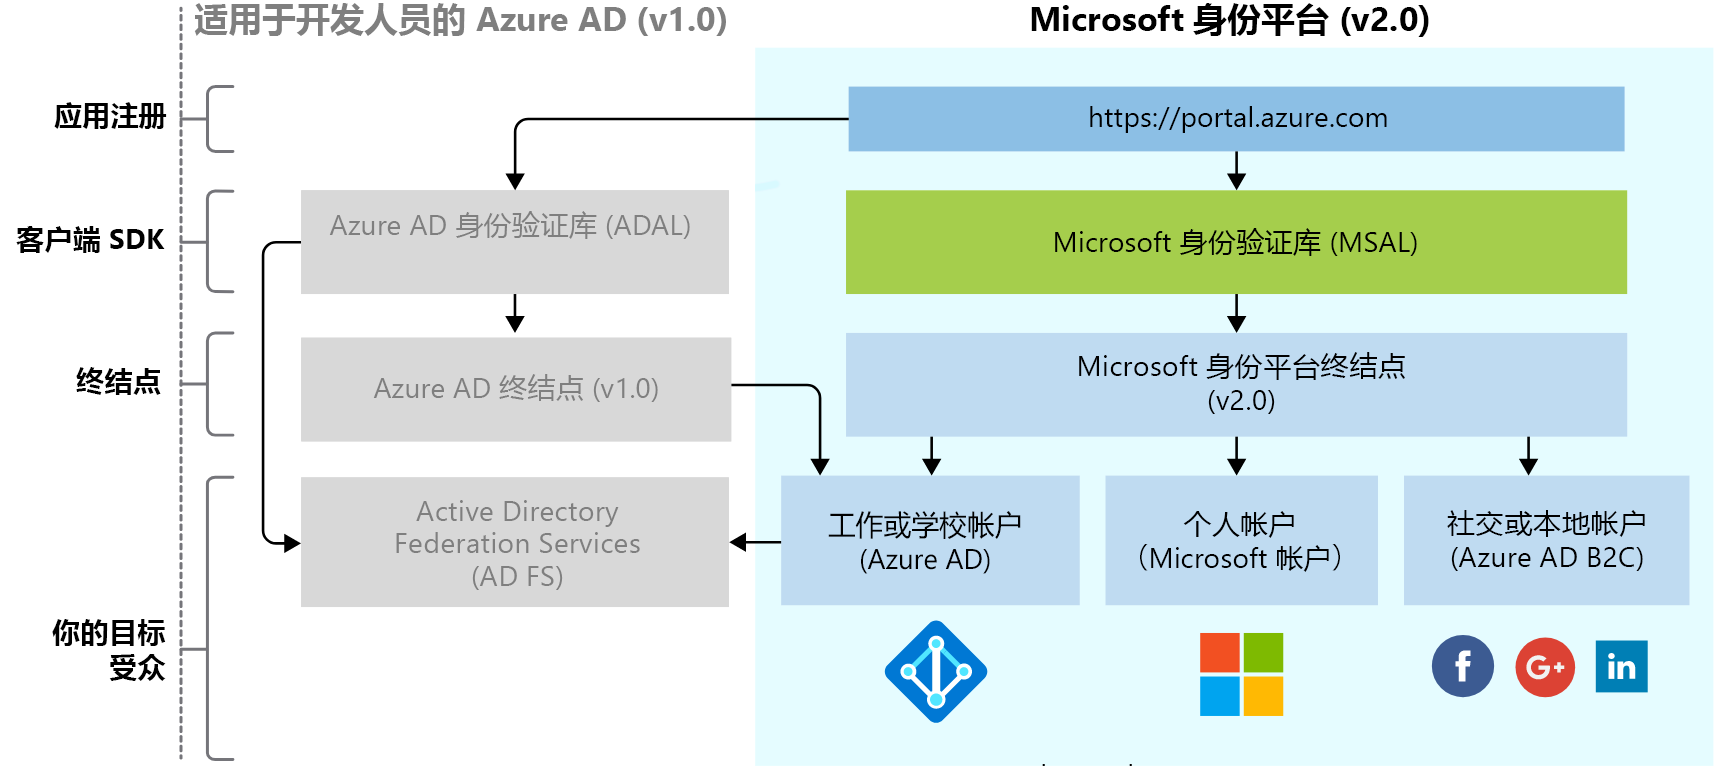 适用于开发人员的 Azure AD (v1.0)
Microsoft 身份平台 (v2.0)
应用注册
https://portal.azure.com
客户端 SDK
Azure AD 身份验证库 (ADAL)
Microsoft 身份验证库 (MSAL)
终结点
Azure AD 终结点 (v1.0)
Microsoft 身份平台终结点
(v2.0)
你的目标
受众
Active Directory
Federation Services
(AD FS)
工作或学校帐户
(Azure AD)
个人帐户
（Microsoft 帐户）
社交或本地帐户
(Azure AD B2C)
f
G+
in